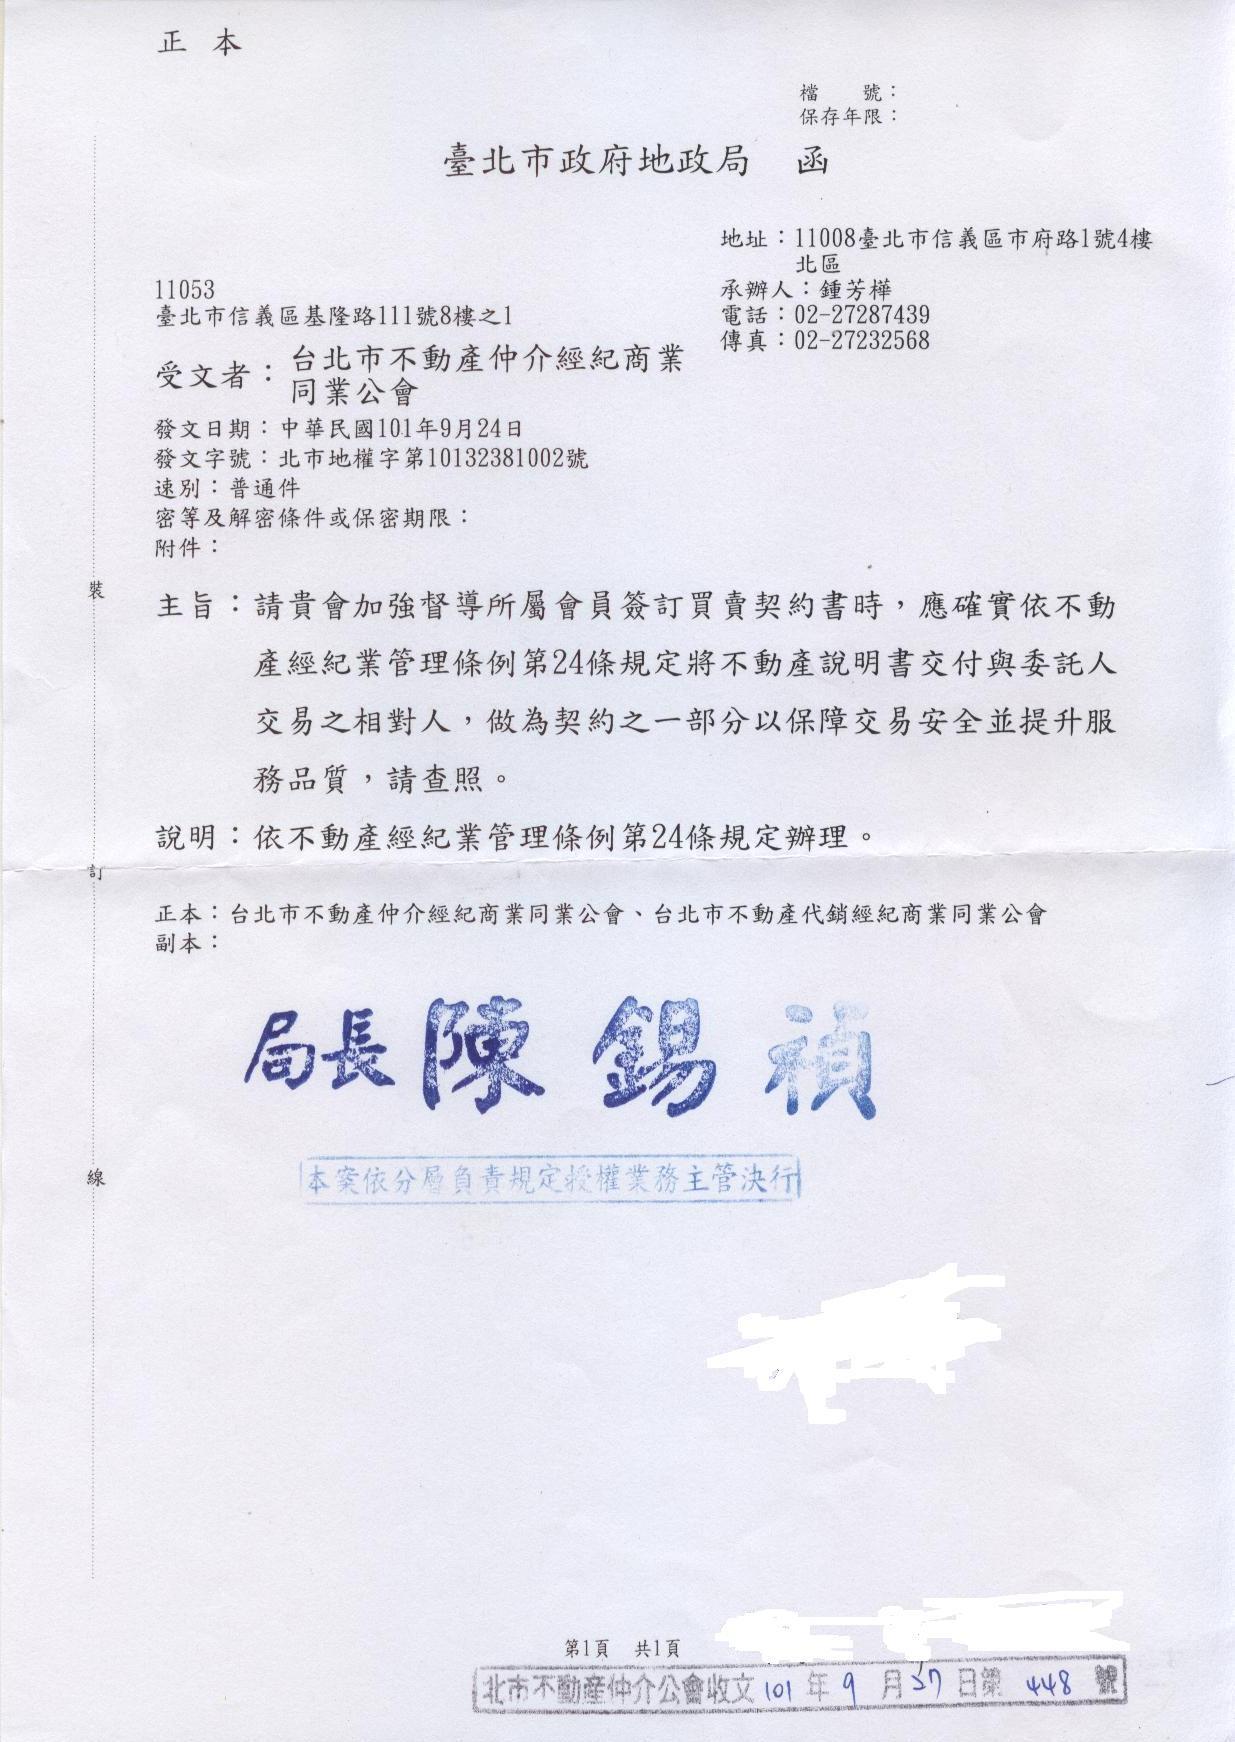 正 本
檔 號：
保存年限：
臺北市政府地政局 函
地址：11008臺北市信義區市府路1號4樓
北區
承辦人：鍾芳樺
電話：02-27287439
傳真：02-27232568
11053
臺北市信義區基隆路111號8樓之1
受文者：台北市不動產仲介經紀商業
同業公會
發文日期：中華民國101年9月24日
發文字號：北市地權字第10132381002號
速別：普通件
密等及解密條件或保密期限：
附件：
主旨：請貴會加強督導所屬會員簽訂買賣契約書時，應確實依不動
產經紀業管理條例第24條規定將不動產說明書交付與委託人
交易之相對人，做為契約之一部分以保障交易安全並提升服
務品質，請查照。
說明：依不動產經紀業管理條例第24條規定辦理。
正本：台北市不動產仲介經紀商業同業公會、台北市不動產代銷經紀商業同業公會
副本：
裝
訂
線
局長 陳錫禎
本案依分層負責規定授權業務主管決行
第1頁 共1頁
北市不動產仲介公會收文 101 年 9 月 日第 448 號